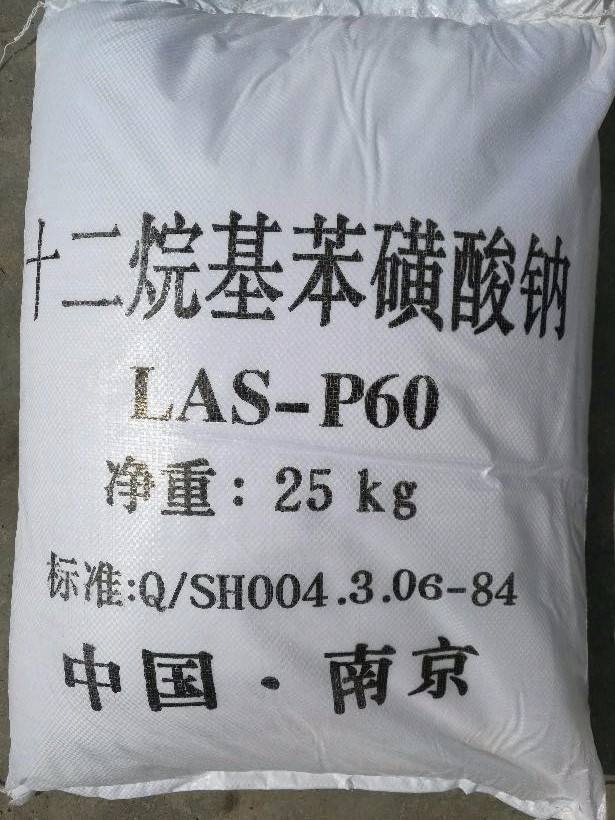 十二烷基苯磺酸钠
LAS-P60
净重: 25 kg
标准:Q/SH004.3.06-84
中国·南京